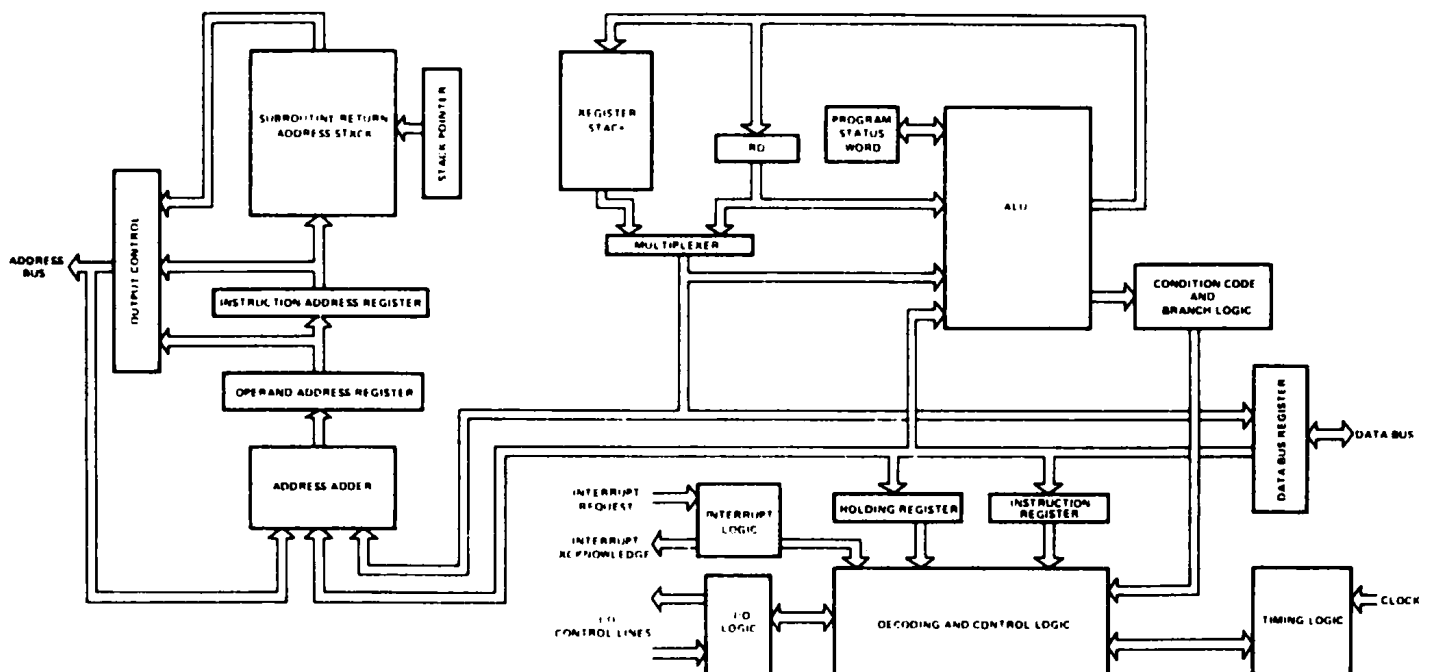 SUBROUTINE RETURN
ADDRESS STACK
STACK POINTER
REGISTER
STACK
R0
PROGRAM
STATUS
WORD
ALU
MULTIPLEXER
OUTPUT CONTROL
ADDRESS
BUS
INSTRUCTION ADDRESS REGISTER
OPERAND ADDRESS REGISTER
ADDRESS ADDER
CONDITION CODE
AND
BRANCH LOGIC
DATA BUS REGISTER
DATA BUS
INTERRUPT
REQUEST
INTERRUPT
ACKNOWLEDGE
INTERRUPT
LOGIC
HOLDING REGISTER
INSTRUCTION
REGISTER
I/O
CONTROL LINES
I/O
LOGIC
DECODING AND CONTROL LOGIC
TIMING LOGIC
CLOCK